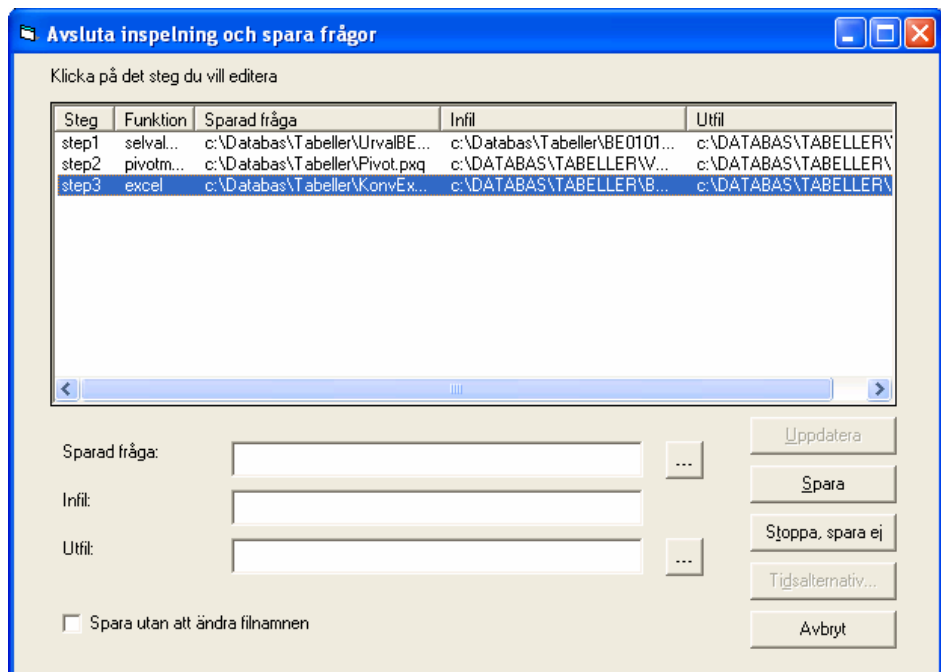 Avsluta inspelning och spara frågor
Klicka på det steg du vill editera
Steg Funktion Sparad fråga Infil Utfil
step1 selval... c:\Databas\Tabeller\UrvalBE... c:\Databas\Tabeller\BE0101... c:\DATABAS\TABELLER\
step2 pivotm... c:\Databas\Tabeller\Pivot.pxq c:\DATABAS\TABELLER\V... c:\DATABAS\TABELLER\
step3 excel c:\Databas\Tabeller\KonvEx... c:\DATABAS\TABELLER\B... c:\DATABAS\TABELLER\
Uppdatera
Sparad fråga: ...
Spara
Infil:
Stoppa, spara ej
Utfil: ...
Tidsalternativ...
Spara utan att ändra filnamnen
Avbryt